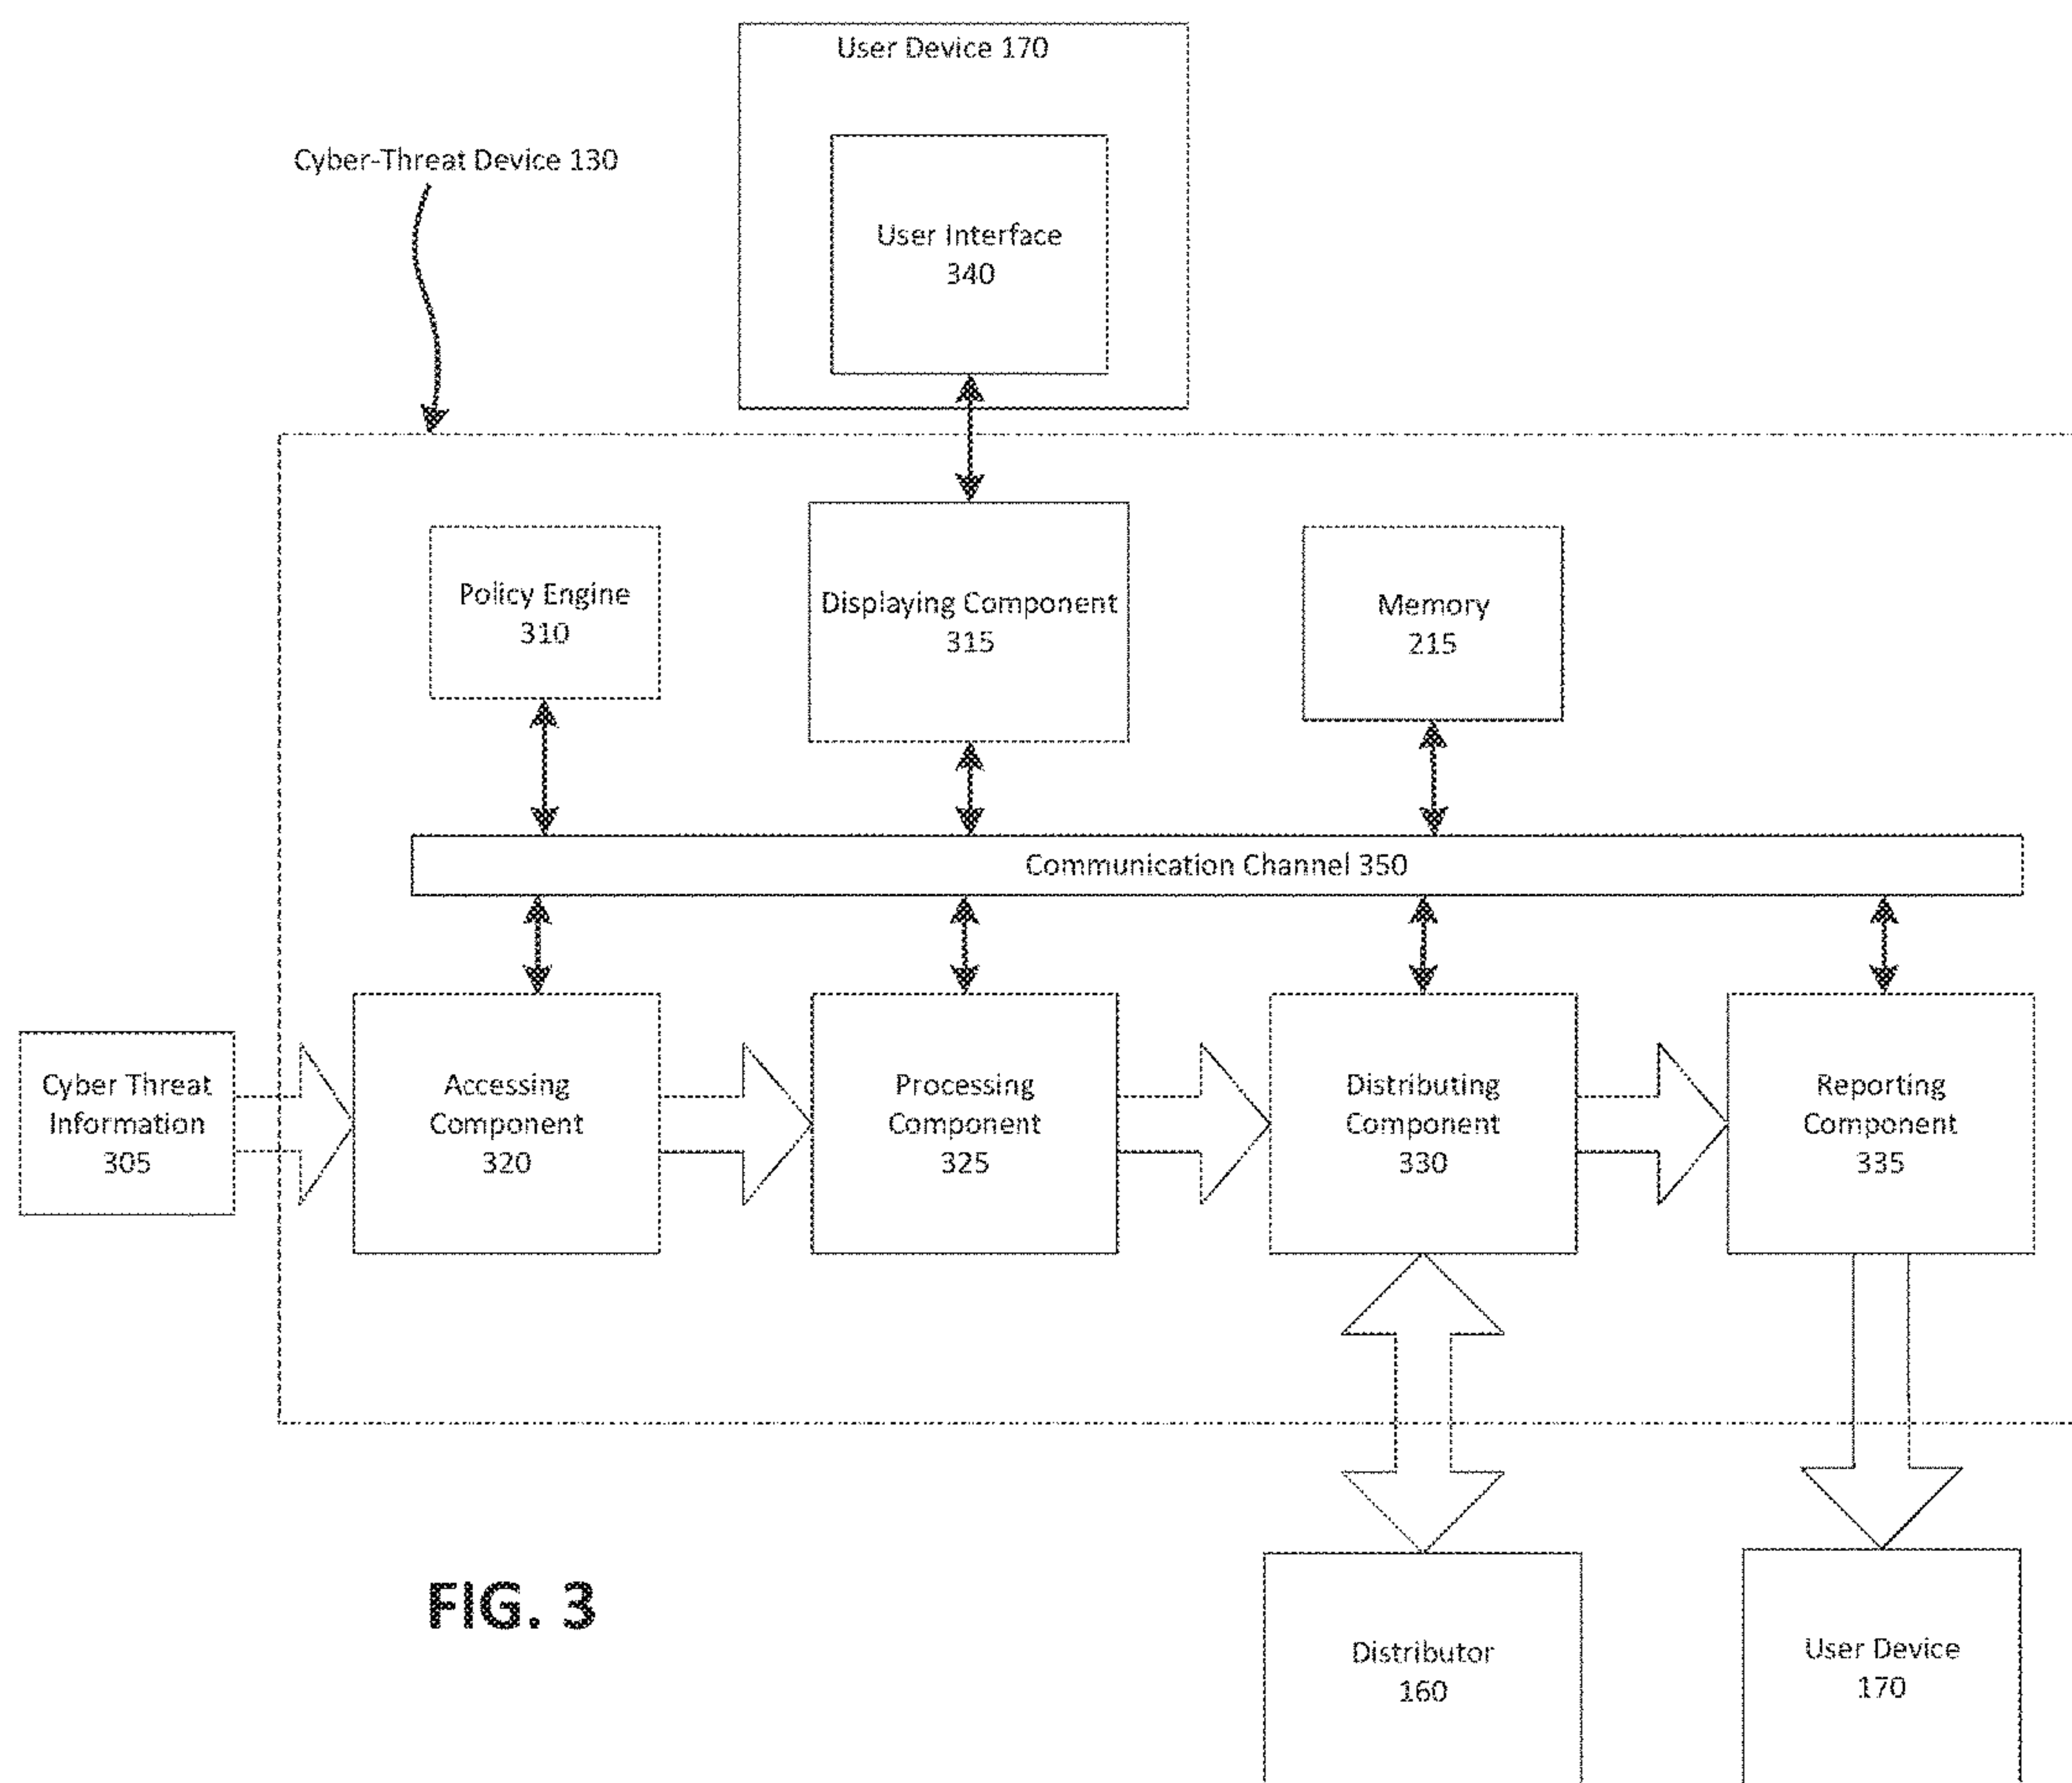 User Device 170
Cyber-Threat Device 130
User Interface
340
Policy Engine
310
Displaying Component
315
Memory
215
Communication Channel 350
Cyber Threat
Information
305
Accessing
Component
320
Processing
Component
325
Distributing
Component
330
Reporting
Component
335
FIG. 3
Distributor
160
User Device
170